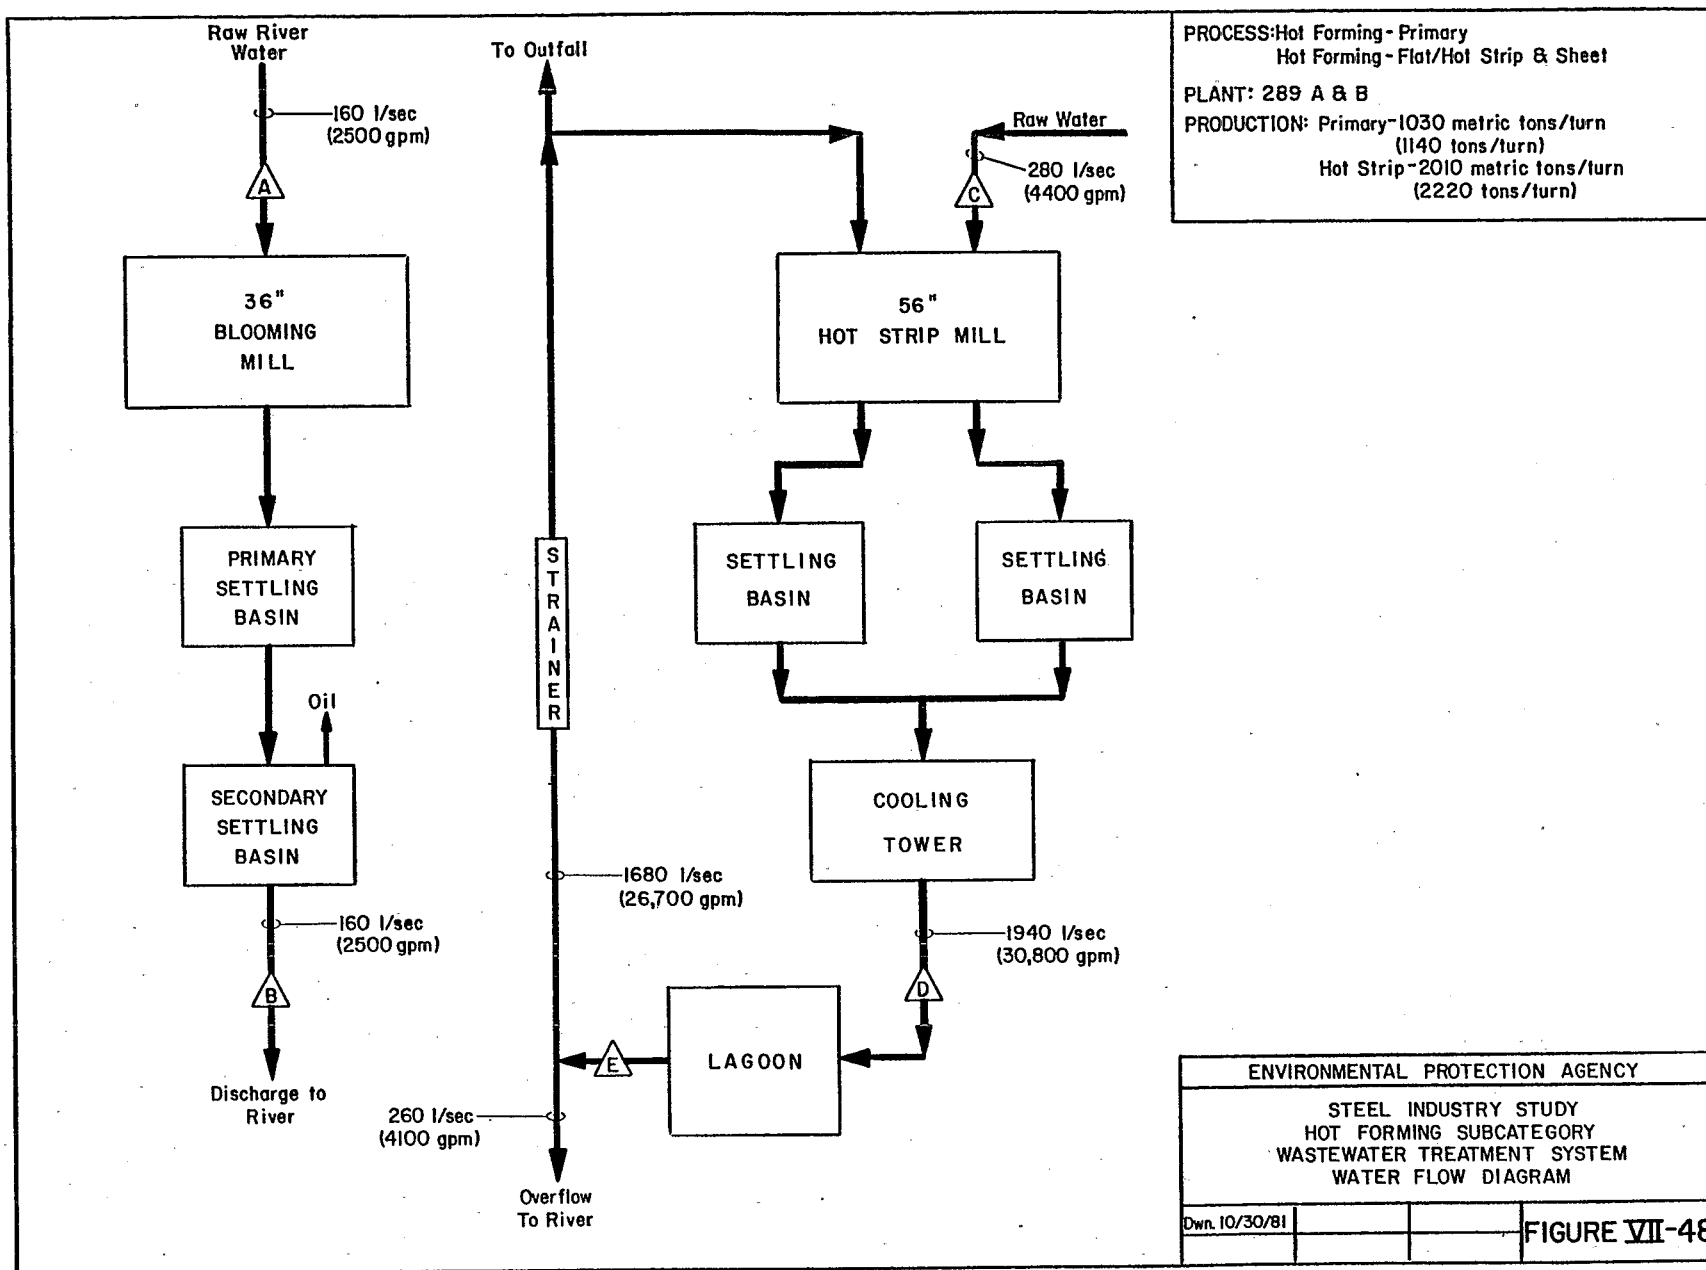 Raw River
Water
160 l/sec
(2500 gpm)
A
36"
BLOOMING
MILL
PRIMARY
SETTLING
BASIN
Oil
SECONDARY
SETTLING
BASIN
160 l/sec
(2500 gpm)
B
Discharge to
River
To Outfall
STRAINER
1680 l/sec
(26,700 gpm)
E
260 l/sec
(4100 gpm)
Overflow
To River
Raw Water
280 l/sec
(4400 gpm)
C
56"
HOT STRIP MILL
SETTLING
BASIN
SETTLING
BASIN
COOLING
TOWER
1940 l/sec
(30,800 gpm)
D
LAGOON
PROCESS:Hot Forming-Primary
Hot Forming-Flat/Hot Strip & Sheet
PLANT: 289 A & B
PRODUCTION: Primary-1030 metric tons/turn
(1140 tons/turn)
Hot Strip-2010 metric tons/turn
(2220 tons/turn)
ENVIRONMENTAL PROTECTION AGENCY
STEEL INDUSTRY STUDY
HOT FORMING SUBCATEGORY
WASTEWATER TREATMENT SYSTEM
WATER FLOW DIAGRAM
Dwn. 10/30/81
FIGURE VII-48